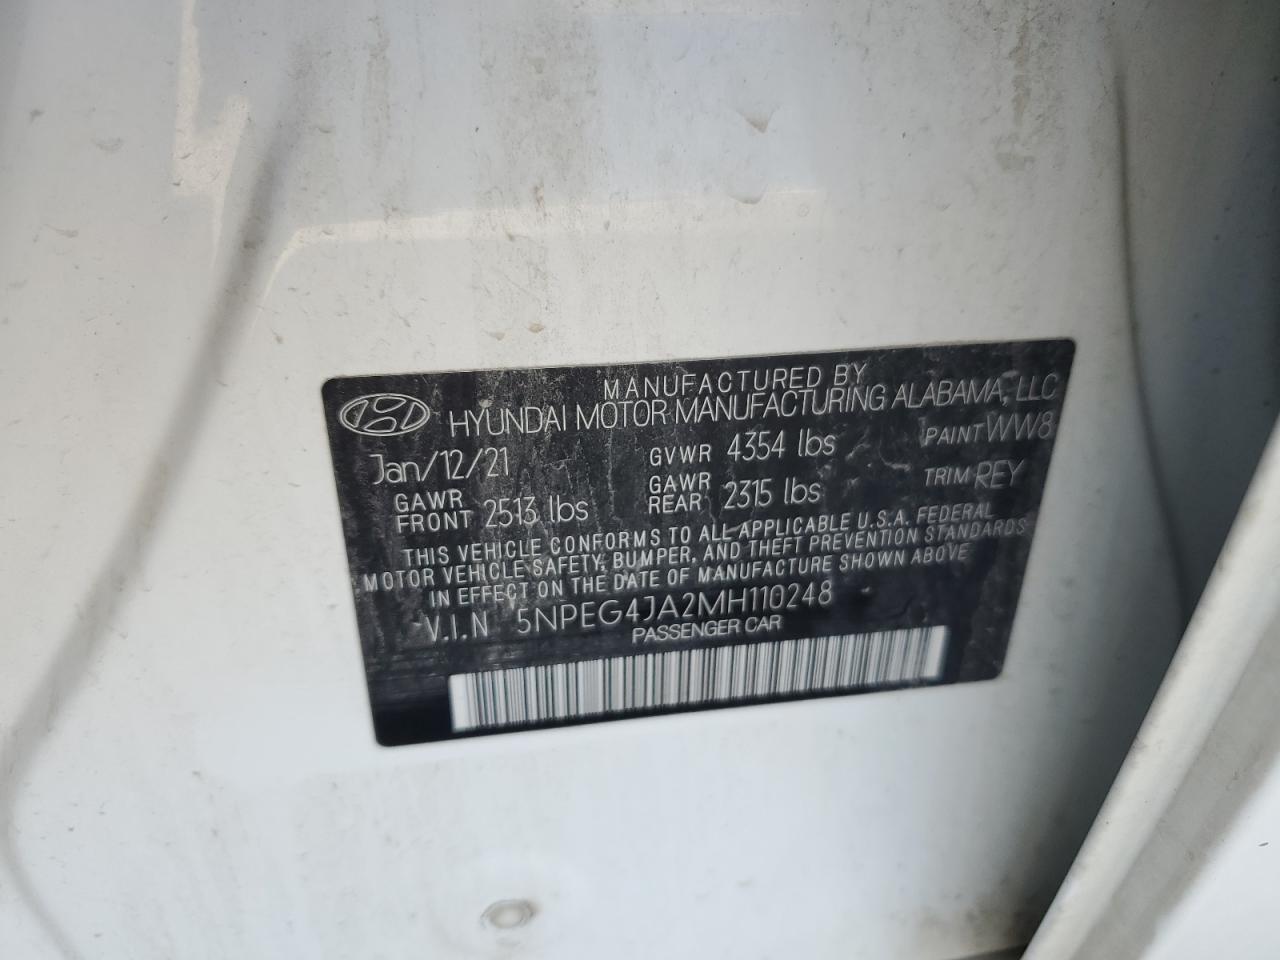 MANUFACTURED BY
HYUNDAI MOTOR MANUFACTURING ALABAMA, LLC
Jan/12/21 GVWR 4354 lbs PAINT WW8
GAWR FRONT 2513 lbs GAWR REAR 2315 lbs TRIM REY
THIS VEHICLE CONFORMS TO ALL APPLICABLE U.S.A. FEDERAL
MOTOR VEHICLE SAFETY, BUMPER, AND THEFT PREVENTION STANDARDS
IN EFFECT ON THE DATE OF MANUFACTURE SHOWN ABOVE
V.I.N 5NPEG4JA2MH110248
PASSENGER CAR